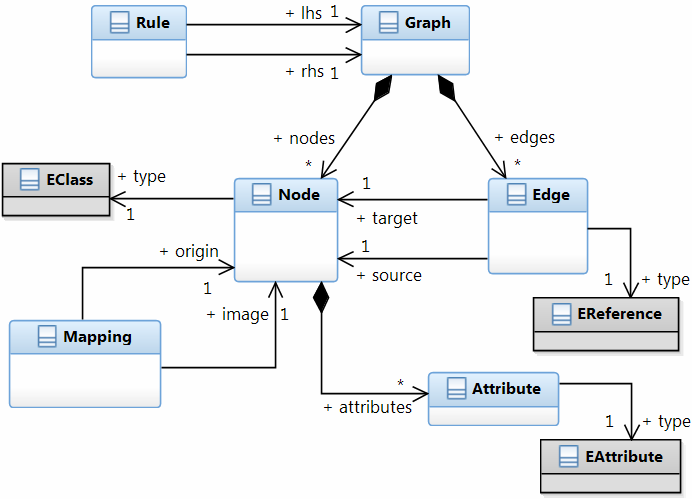 Rule
+ lhs 1
Graph
+ rhs 1
+ nodes
*
+ edges
*
EClass
+ type
1
Node
1
+ target
Edge
1
+ source
+ origin
1
+ image 1
1 + type
EReference
Mapping
*
+ attributes
Attribute
1 + type
EAttribute